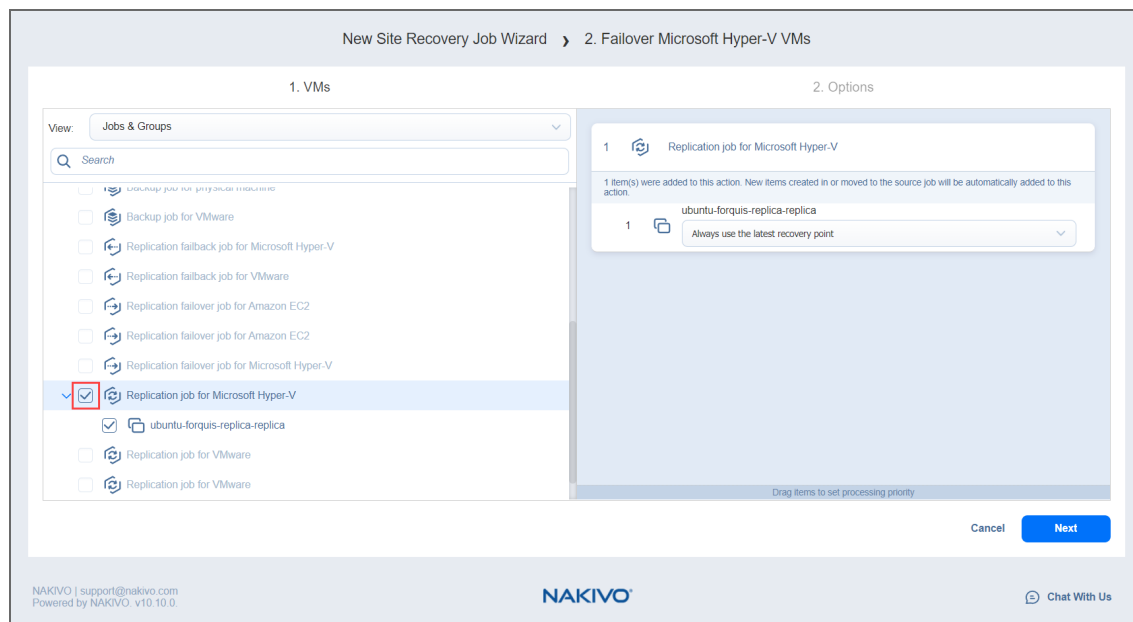 New Site Recovery Job Wizard › 2. Failover Microsoft Hyper-V VMs
1. VMs
2. Options
View: Jobs & Groups
Search
Backup job for physical machine
Backup job for VMware
Replication failback job for Microsoft Hyper-V
Replication failback job for VMware
Replication failover job for Amazon EC2
Replication failover job for Amazon EC2
Replication failover job for Microsoft Hyper-V
Replication job for Microsoft Hyper-V
ubuntu-forquis-replica-replica
Replication job for VMware
Replication job for VMware
1 Replication job for Microsoft Hyper-V
1 item(s) were added to this action. New items created in or moved to the source job will be automatically added to this
action.
ubuntu-forquis-replica-replica
1
Always use the latest recovery point
Drag items to set processing priority
Cancel
Next
NAKIVO | support@nakivo.com
Powered by NAKIVO. v10.10.0.
NAKIVO®
Chat With Us